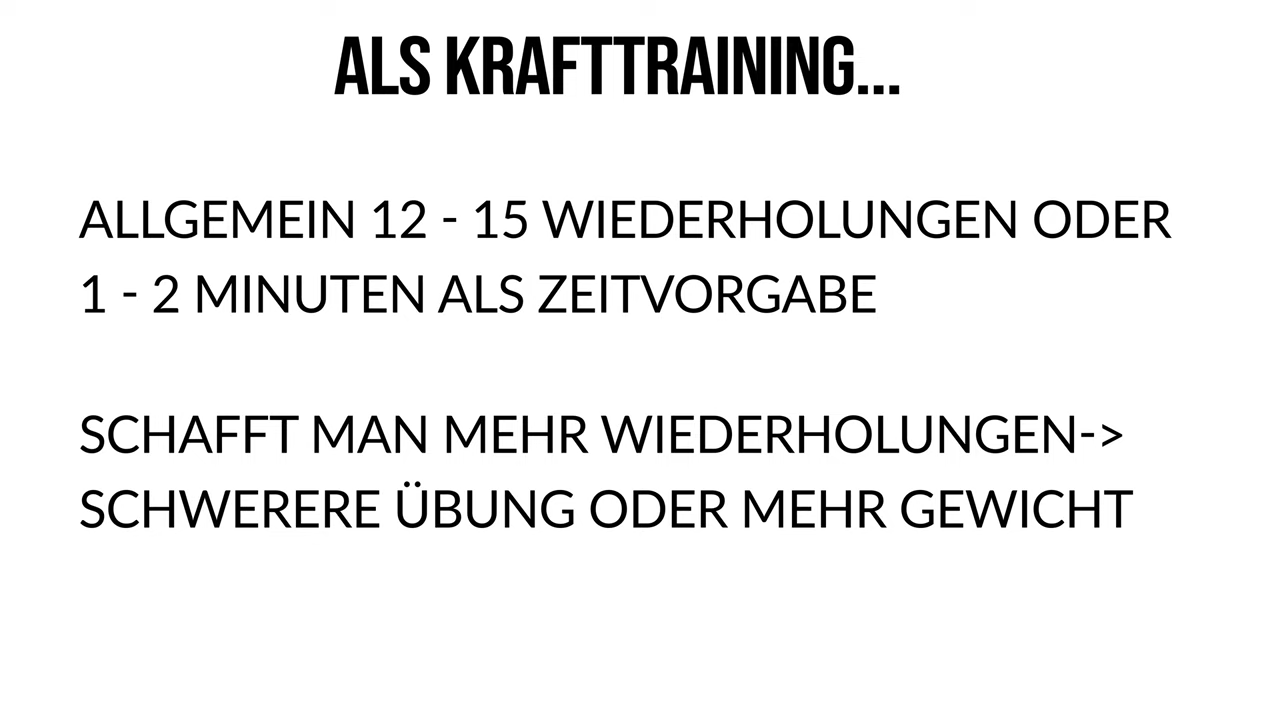 ALS KRAFTTRAINING...
ALLGEMEIN 12 - 15 WIEDERHOLUNGEN ODER
1 - 2 MINUTEN ALS ZEITVORGABE
SCHAFFT MAN MEHR WIEDERHOLUNGEN->
SCHWERERE ÜBUNG ODER MEHR GEWICHT